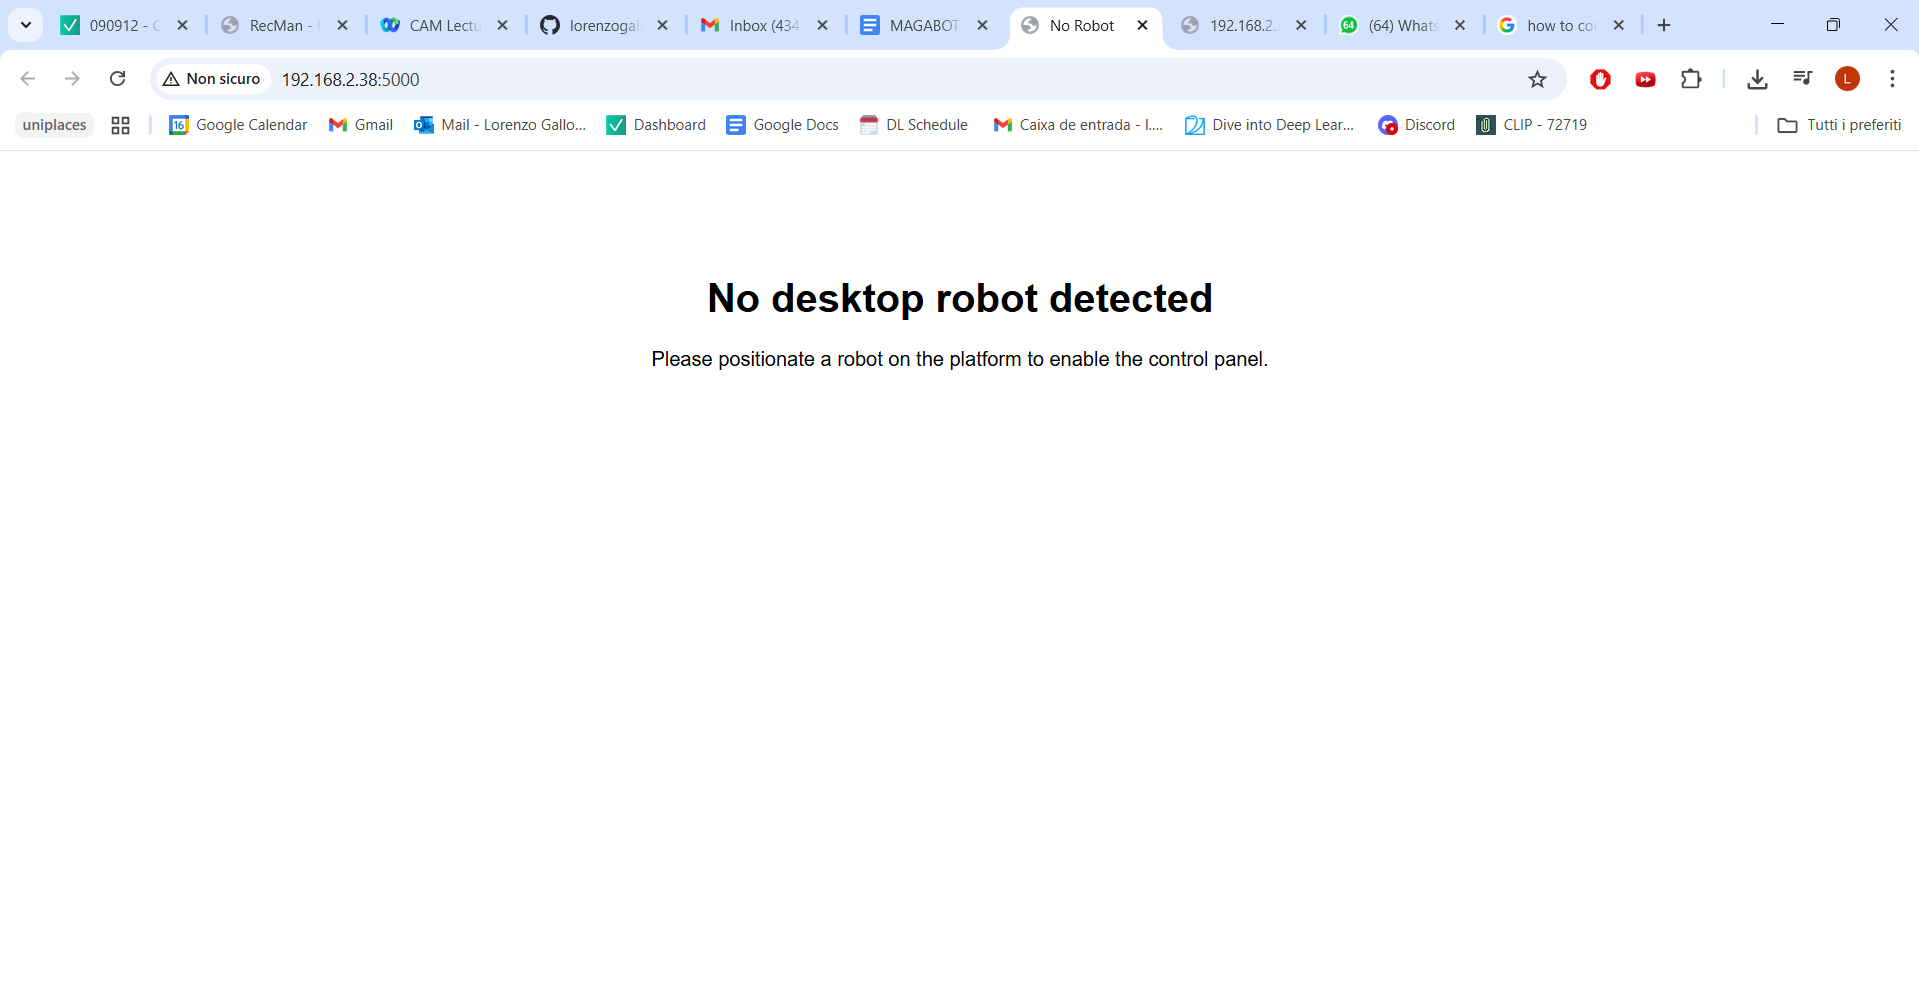 090912 - C
RecMan -
CAM Lectu
lorenzogal
Inbox (434
MAGABOT
No Robot
192.168.2.
(64) Whats
how to co
Non sicuro
192.168.2.38:5000
L
uniplaces
16
Google Calendar
Gmail
Mail - Lorenzo Gallo...
Dashboard
Google Docs
DL Schedule
Caixa de entrada - l....
Dive into Deep Lear...
Discord
CLIP - 72719
Tutti i preferiti
No desktop robot detected
Please positionate a robot on the platform to enable the control panel.